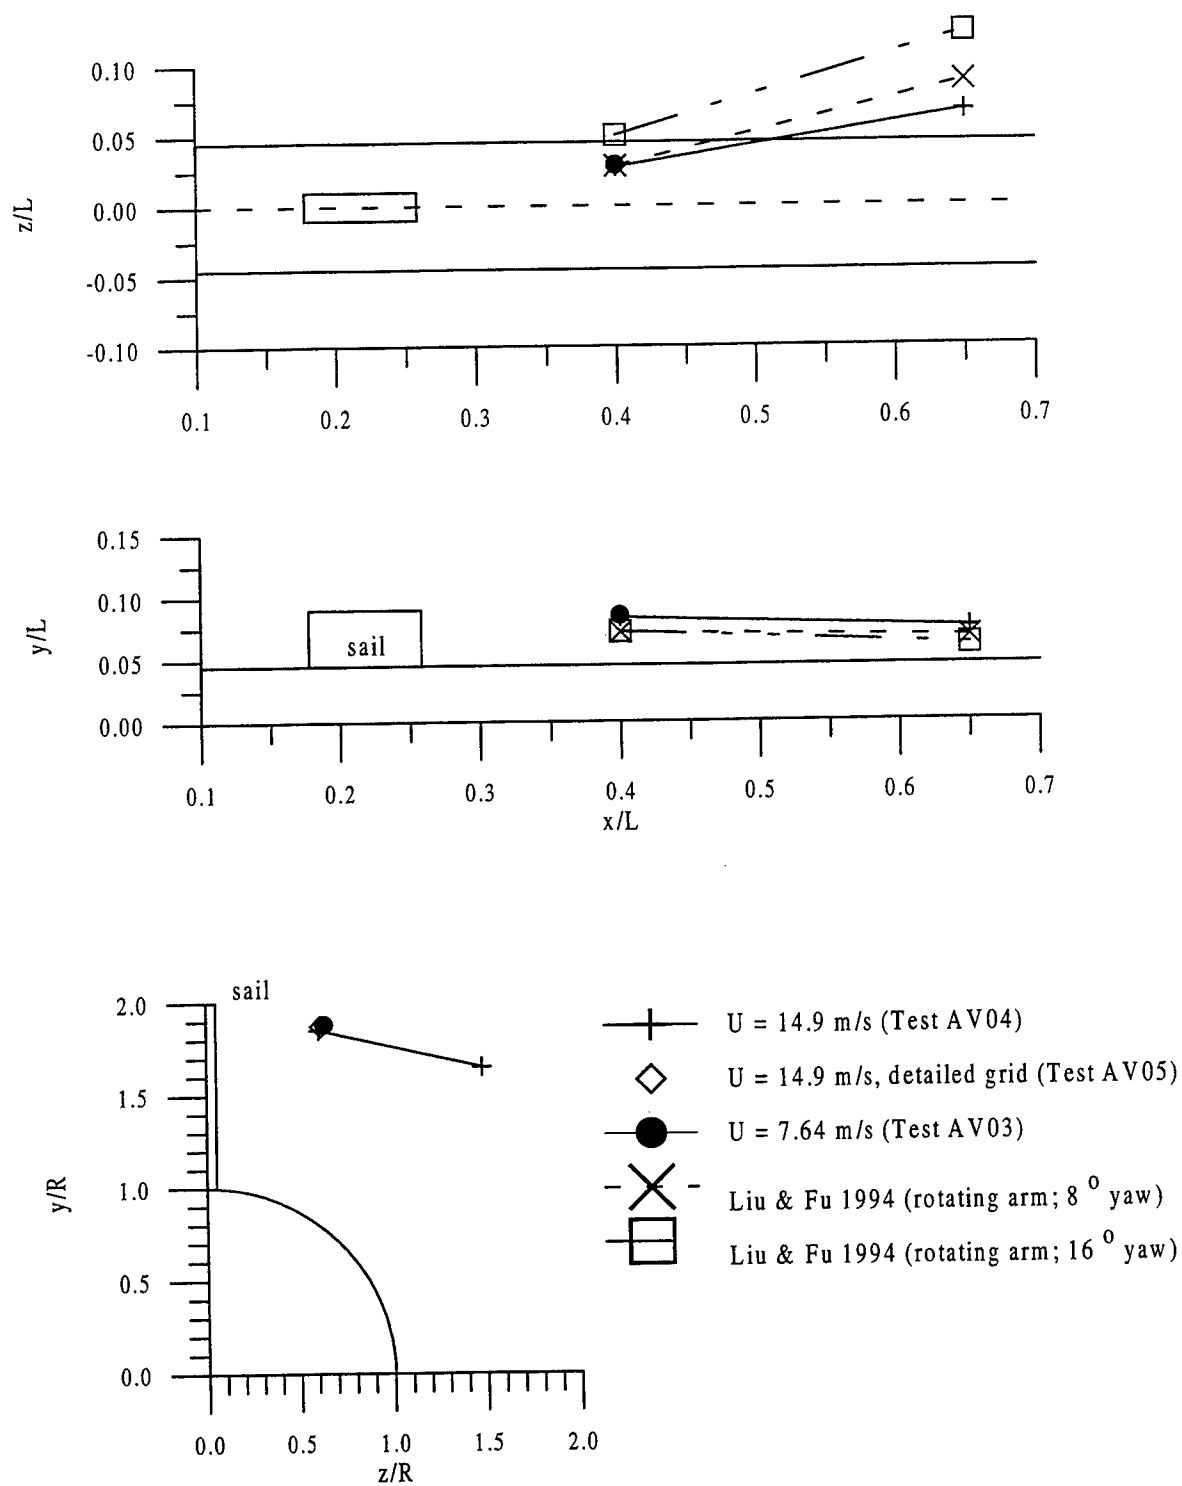 0.10
0.05
0.00
-0.05
-0.10
z/L
0.1 0.2 0.3 0.4 0.5 0.6 0.7
0.15
0.10
0.05
0.00
y/L
sail
0.1 0.2 0.3 0.4 0.5 0.6 0.7
x/L
sail
2.0
1.5
1.0
0.5
0.0
y/R
0.0 0.5 1.0 1.5 2.0
z/R
U = 14.9 m/s (Test AV04)
U = 14.9 m/s, detailed grid (Test AV05)
U = 7.64 m/s (Test AV03)
Liu & Fu 1994 (rotating arm; 8 ° yaw)
Liu & Fu 1994 (rotating arm; 16 ° yaw)